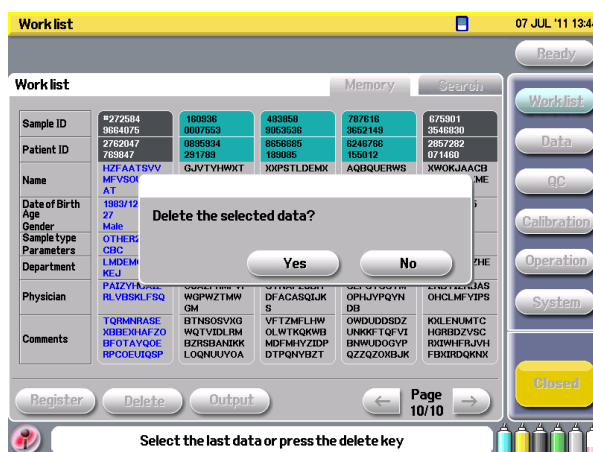 Work list
07 JUL '11 13:4
Ready
Work list
Memory
Search
Work list
Data
QC
Calibration
Operation
System
Closed
Sample ID
*272584 160936 483858 787616 675901
9664075 0007553 9053536 3652149 3546830
Patient ID
2762047 0895934 8656685 6246766 2857282
769847 291789 189085 155012 071460
Name
HZFAATSVV GJVTYHWXT XXPSTLDEMX AQBQUERWS XWOKJAACB
AT
Date of Birth 1983/12
Age 27
Gender Male
Sample type
Parameters CBC
Department
KEJ
Physician
RLVBSKLFSQ WGPWZTMW DFACASQIJK OPHJYPQYN OHCLMFYIPS
GM S DB
Comments
TQRMNRASE BTNSOSVXG VFTZMFLHW OWDUDDSDZ KXLENUMTC
XBBEXHAFZO WQTVIDLRM OLWTKQKWB UNKKFTQFVI HGRBDZVSC
BFOTAYQOE BZRSBANIKK MDFMHYZIDP BNWUDOGYP RXIWHFRJVH
RPCOEUIQSP LOQNUUYOA DTPQNYBZT QZZQZOXBJK FBXIRDQKNX
Delete the selected data?
Yes
No
Register
Delete
Output
Page
10/10
Select the last data or press the delete key